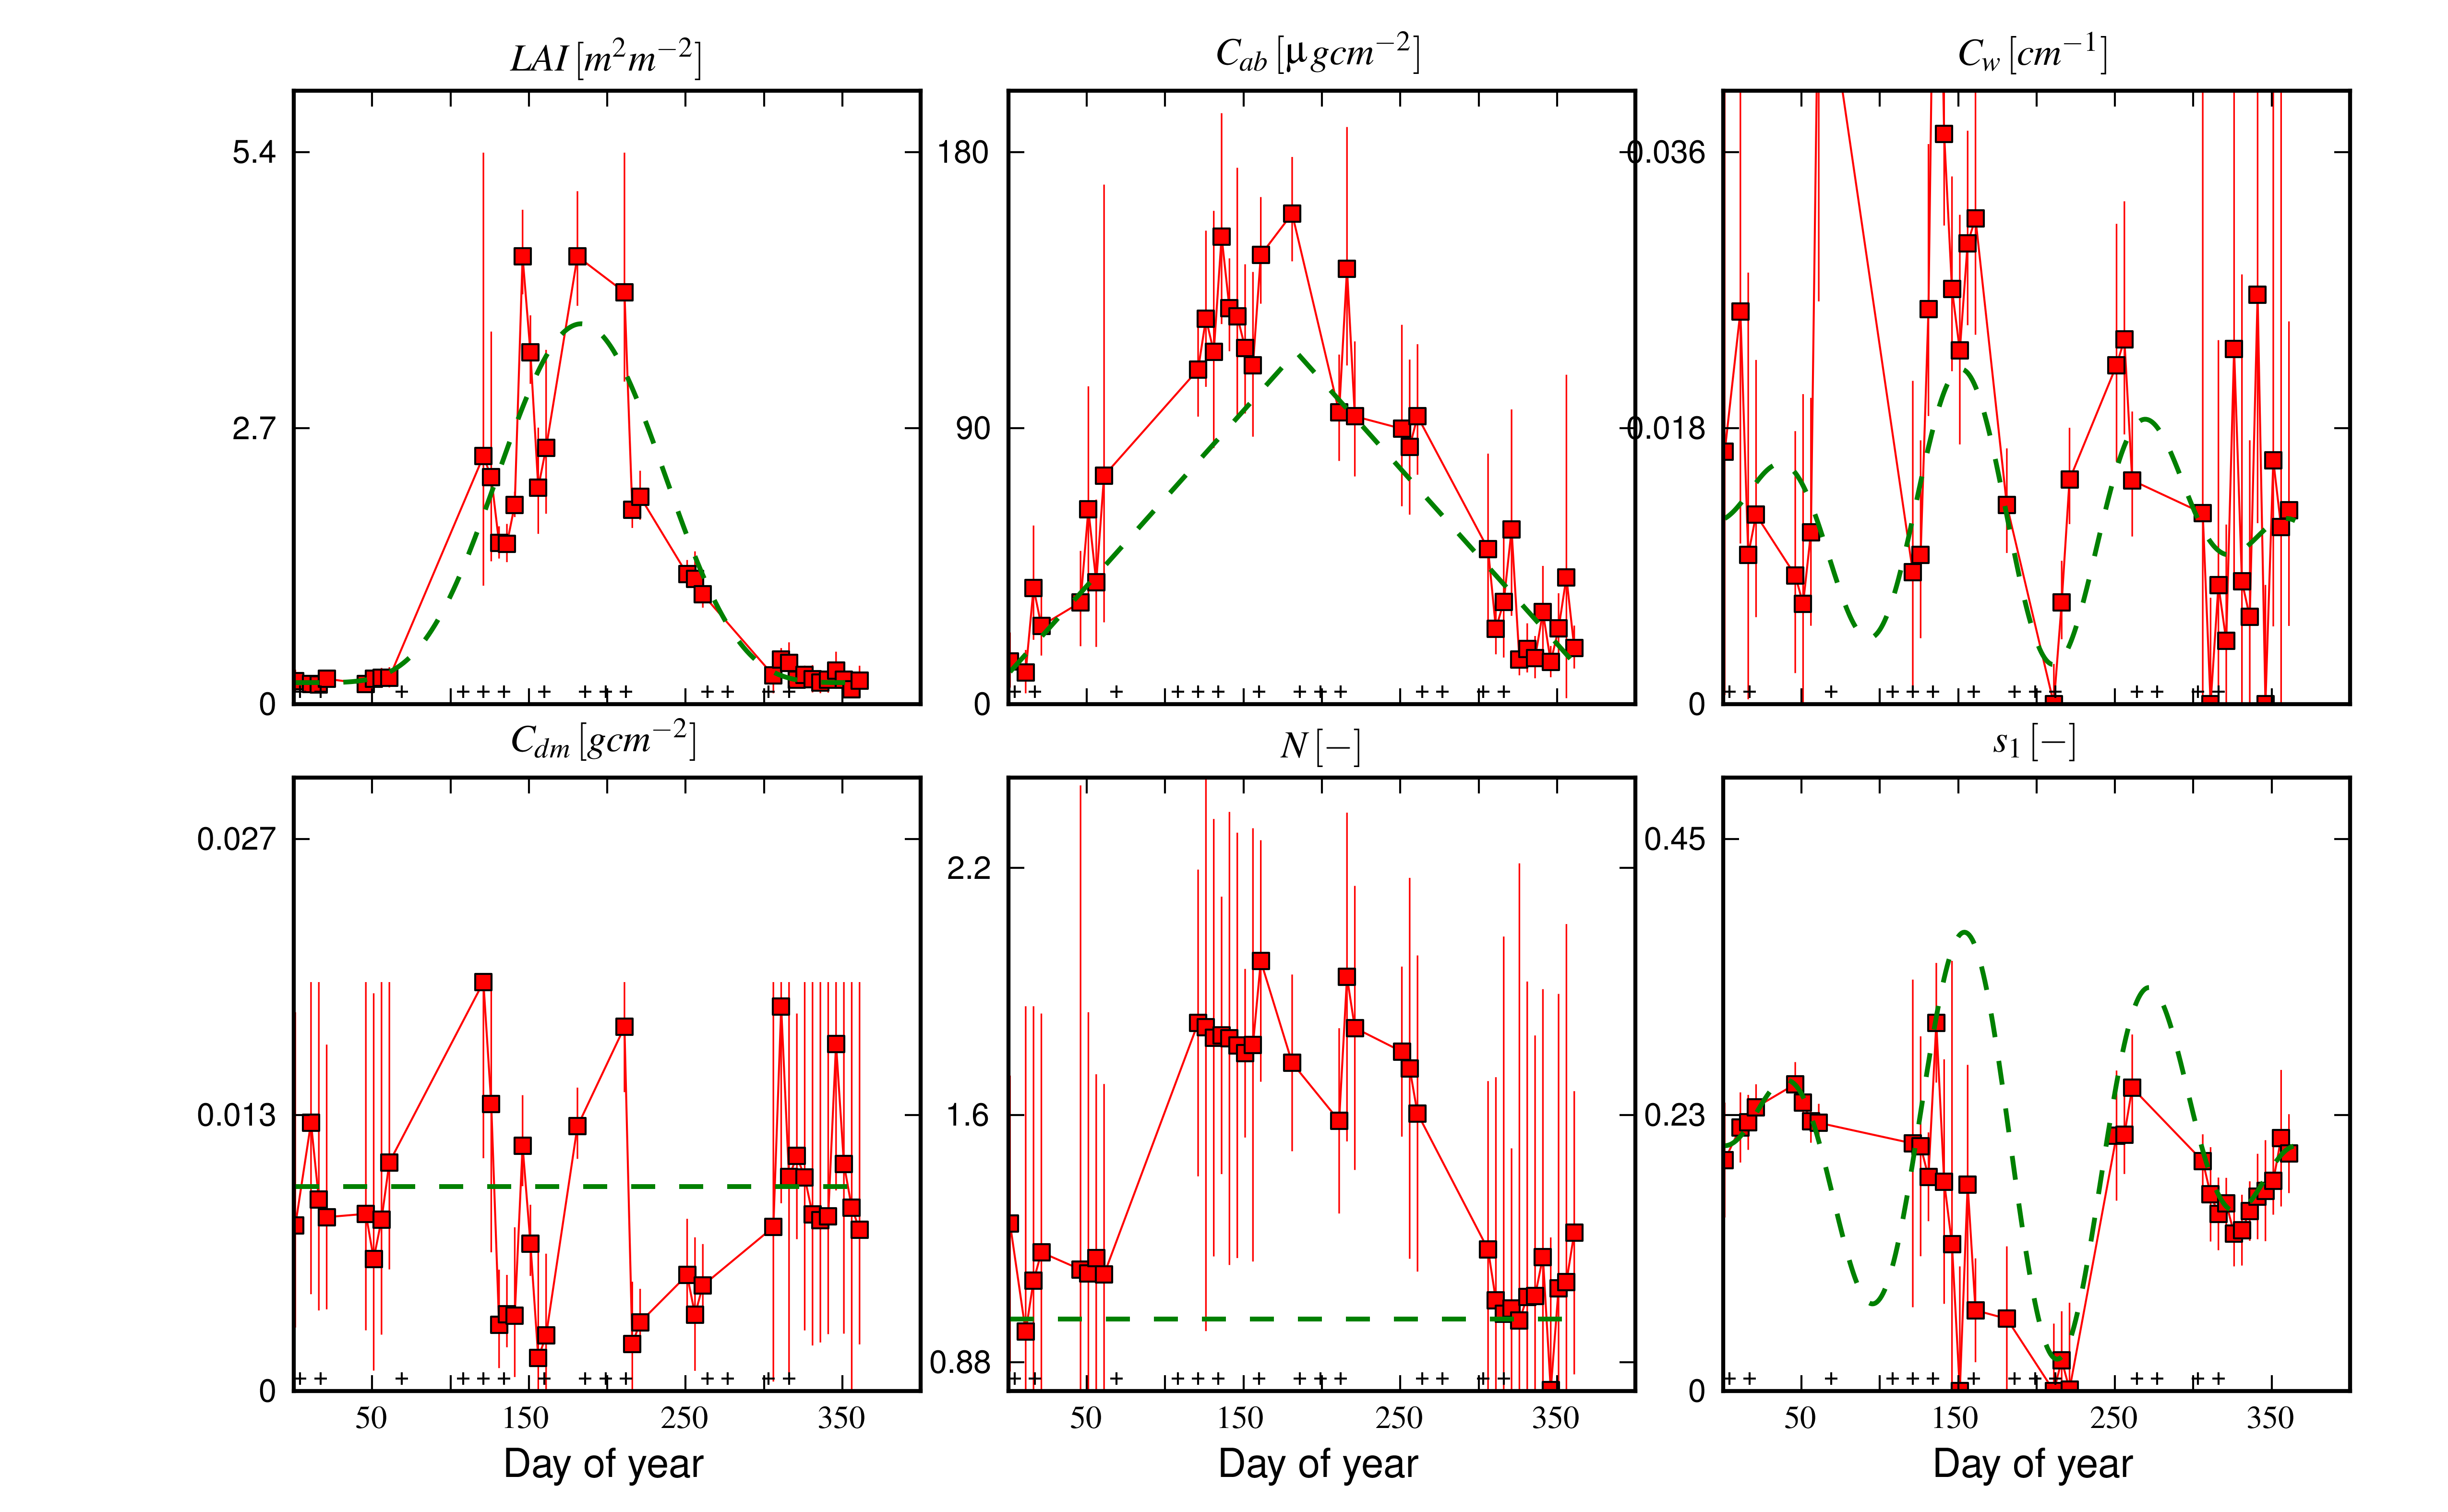 LAI [m² m⁻²]
C_ab [μgcm⁻²]
C_w [cm⁻¹]
5.4
2.7
0
180
90
0
0.036
0.018
0
C_dm [gcm⁻²]
N [−]
s₁ [−]
0.027
0.013
0
2.2
1.6
0.88
0.45
0.23
0
50 150 250 350
50 150 250 350
50 150 250 350
Day of year
Day of year
Day of year